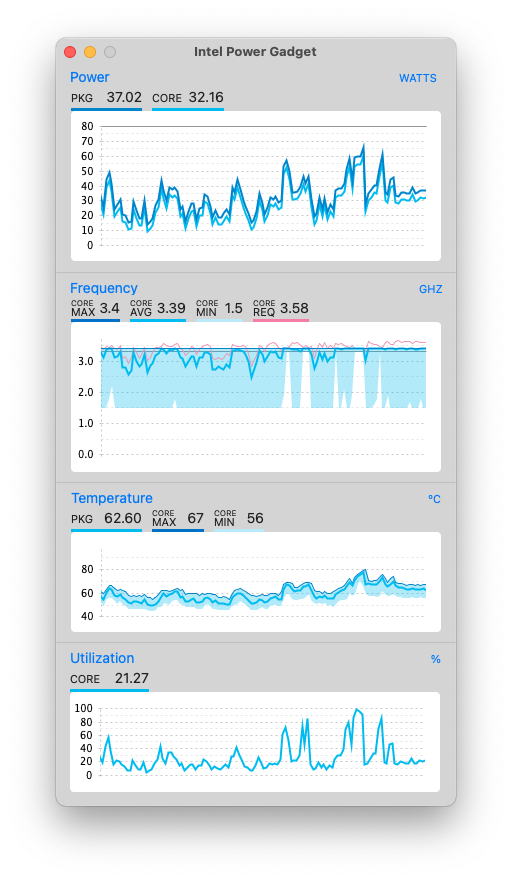 Intel Power Gadget
Power WATTS
PKG 37.02 CORE 32.16
80
70
60
50
40
30
20
10
0
Frequency GHZ
CORE MAX 3.4 CORE AVG 3.39 CORE MIN 1.5 CORE REQ 3.58
3.0
2.0
1.0
0.0
Temperature °C
PKG 62.60 CORE MAX 67 CORE MIN 56
80
60
40
Utilization %
CORE 21.27
100
80
60
40
20
0